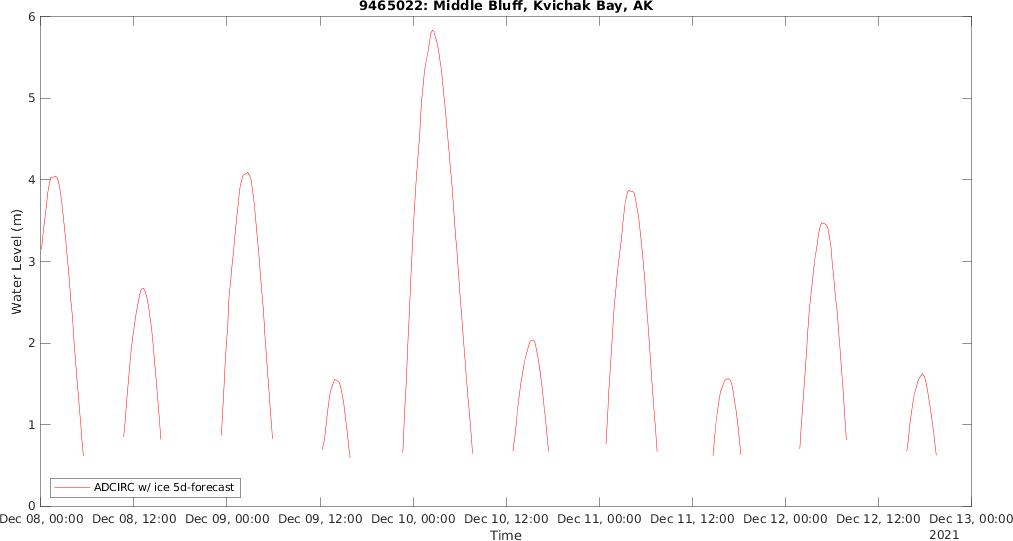 9465022: Middle Bluff, Kvichak Bay, AK
6
5
4
3
2
1
0
Water Level (m)
ADCIRC w/ ice 5d-forecast
Dec 08, 00:00 Dec 08, 12:00 Dec 09, 00:00 Dec 09, 12:00 Dec 10, 00:00 Dec 10, 12:00 Dec 11, 00:00 Dec 11, 12:00 Dec 12, 00:00 Dec 12, 12:00 Dec 13, 00:00
Time
2021